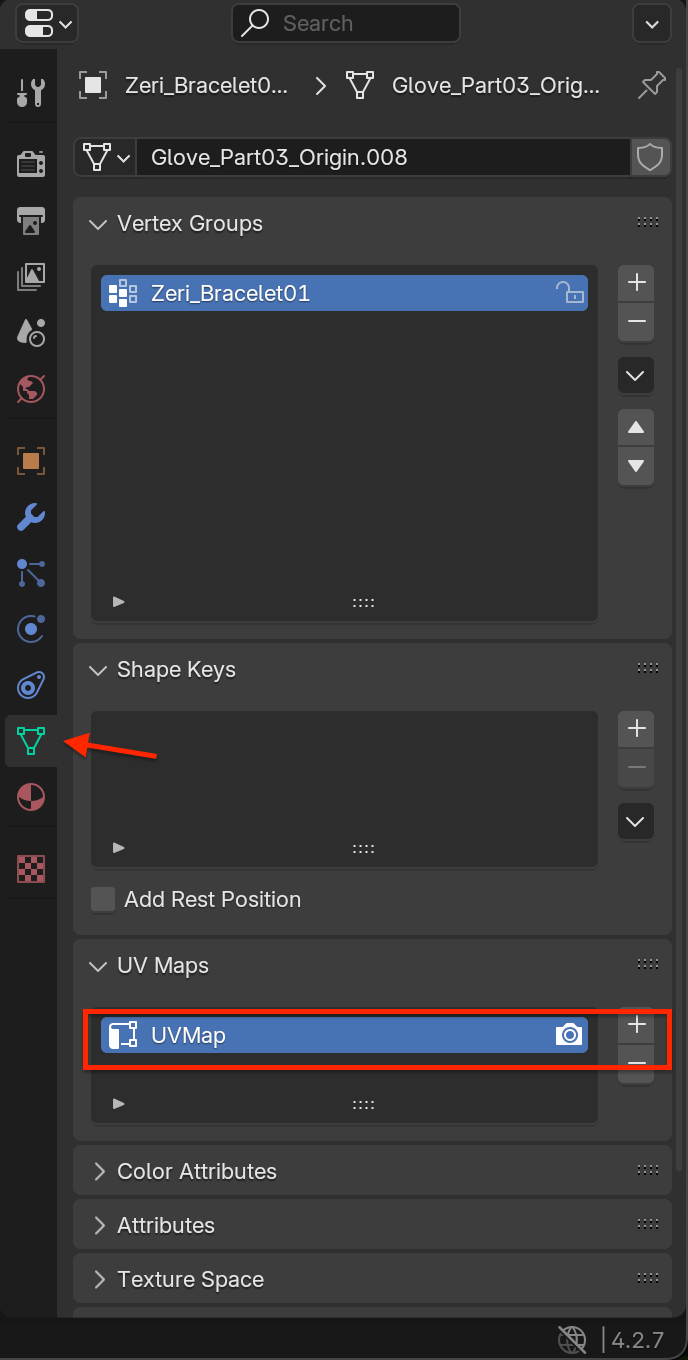 Search
Zeri_Bracelet0... Glove_Part03_Orig...
Glove_Part03_Origin.008
Vertex Groups
Zeri_Bracelet01
Shape Keys
Add Rest Position
UV Maps
UVMap
Color Attributes
Attributes
Texture Space
4.2.7